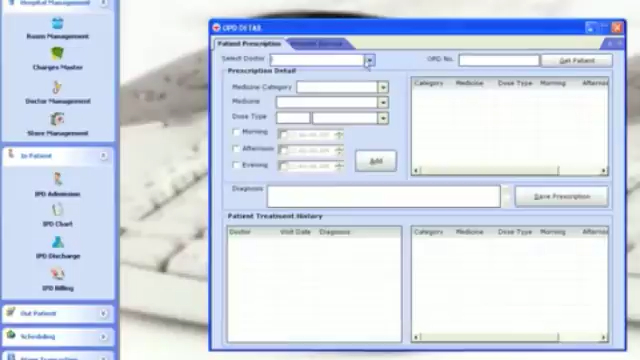 Hospital Management
Room Management
Charges Master
Doctor Management
Store Management
In Patient
IPD Admission
IPD Chart
IPD Discharge
IPD Billing
Out Patient
Scheduling
OPD DETAIL
Patient Prescription
Select Doctor
OPD No.
Get Patient
Prescription Detail
Medicine Category
Medicine
Dose Type
Morning
Afternoon
Evening
Add
Category Medicine Dose Type Morning Afternoon
Diagnosis
Save Prescription
Patient Treatment History
Doctor Visit Date Diagnosis
Category Medicine Dose Type Morning Afternoon